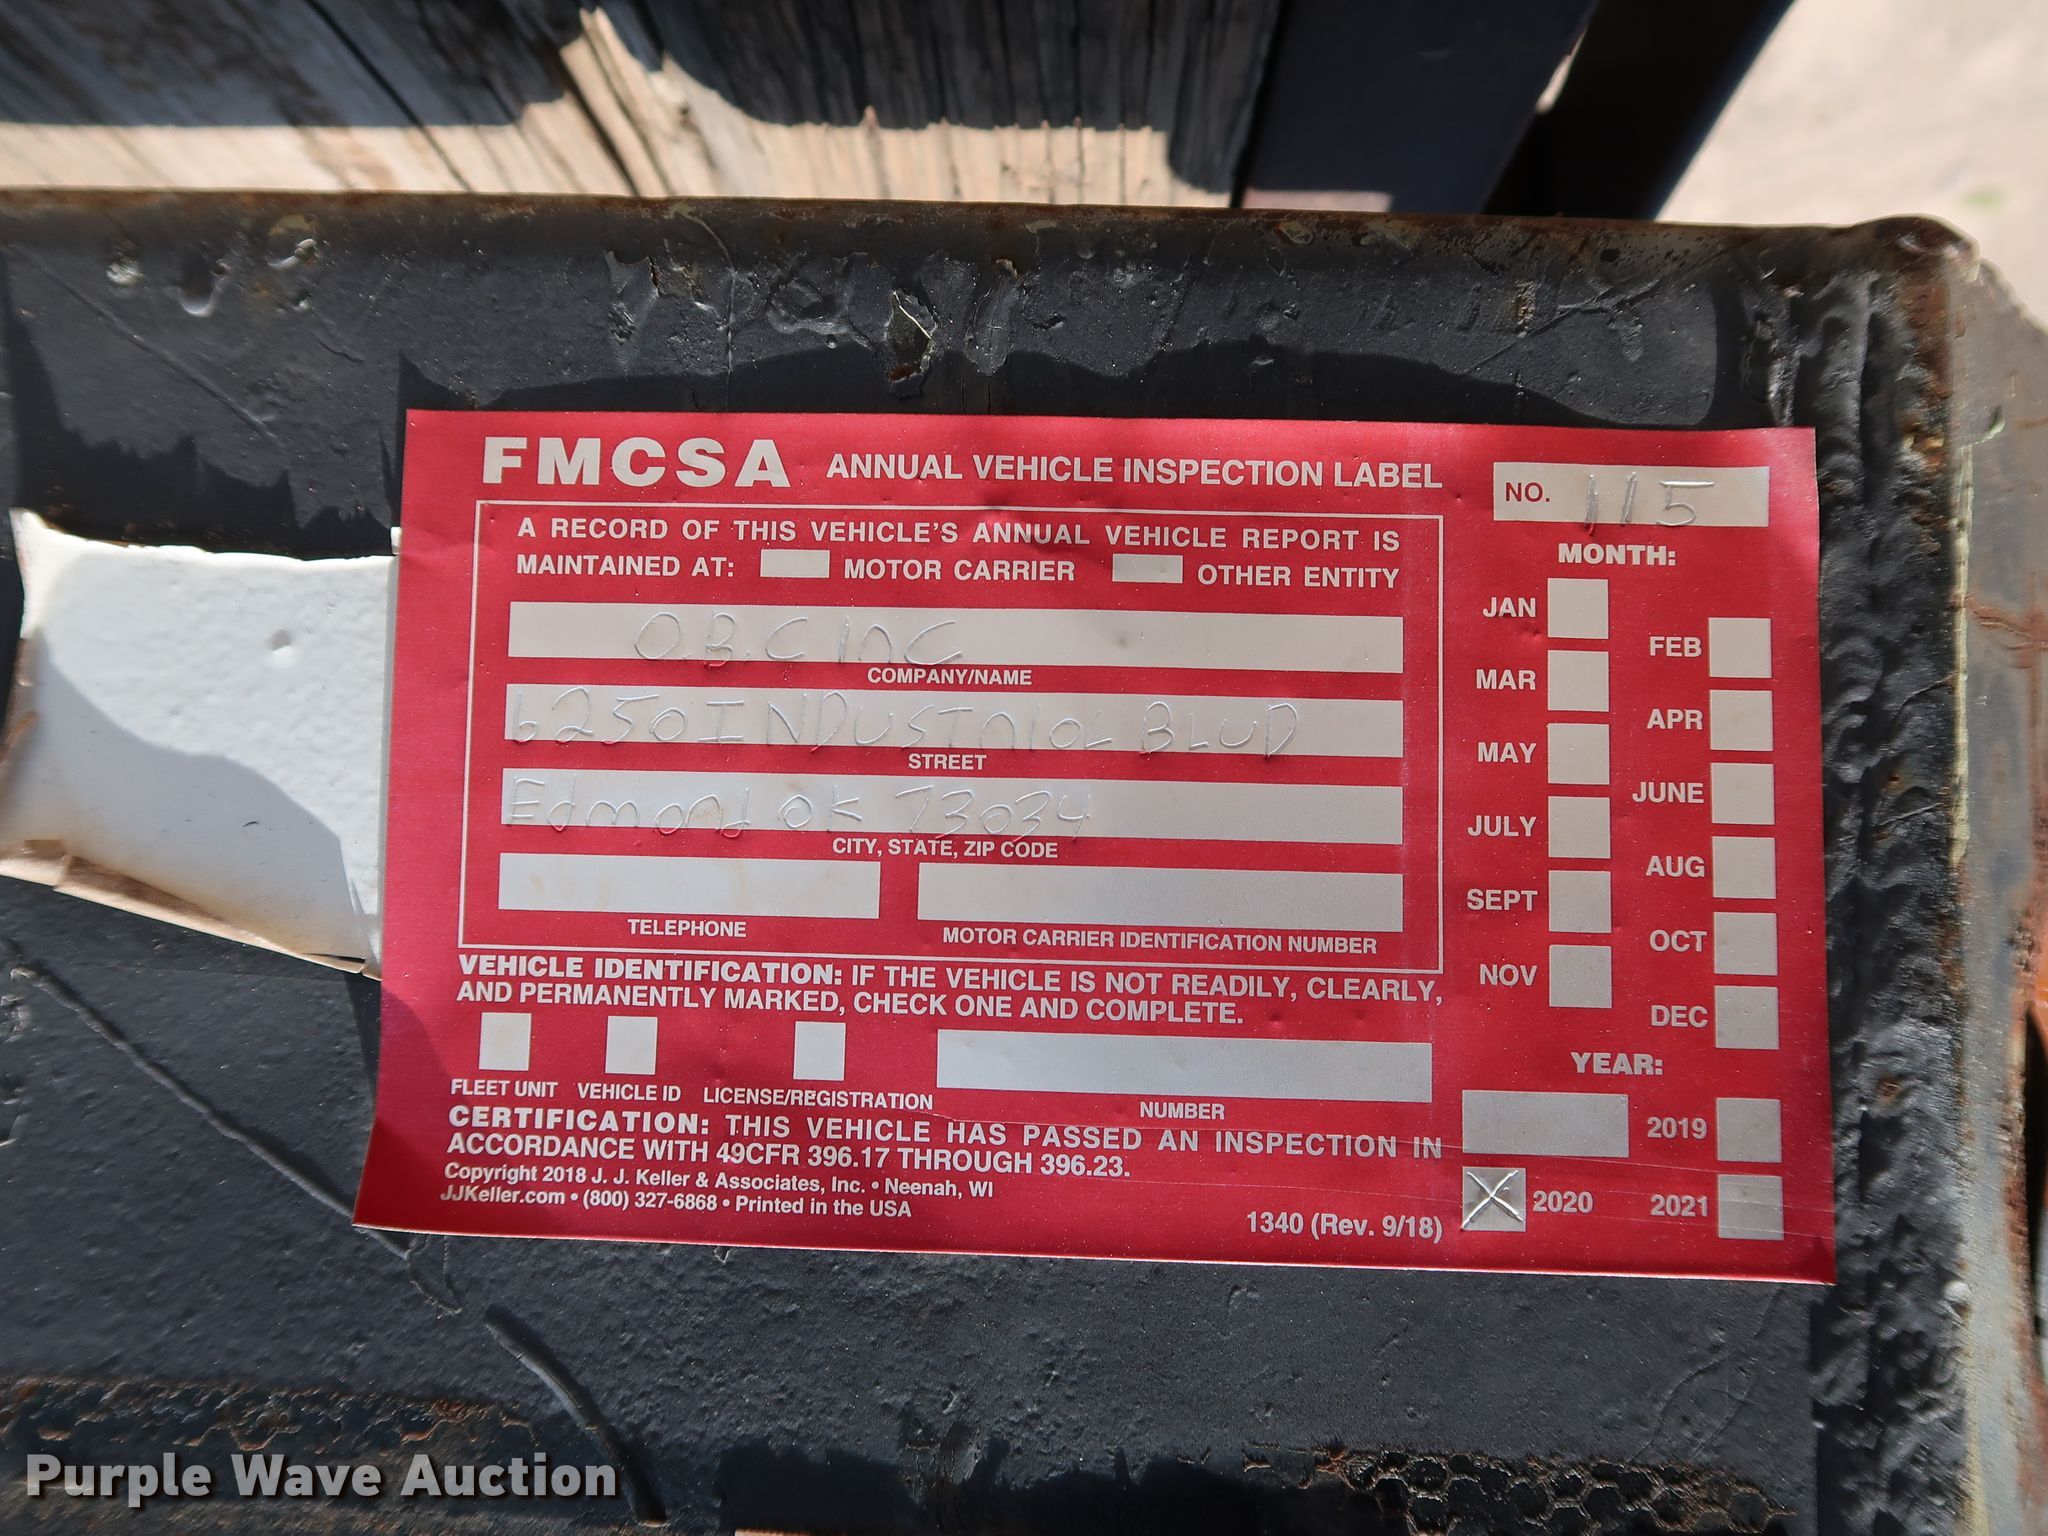 FMCSA ANNUAL VEHICLE INSPECTION LABEL
NO. 115
A RECORD OF THIS VEHICLE'S ANNUAL VEHICLE REPORT IS
MAINTAINED AT: MOTOR CARRIER OTHER ENTITY
O.B.C INC
COMPANY/NAME
6250 INDUSTRIOL BLUD
STREET
Edmond OK 73034
CITY, STATE, ZIP CODE
TELEPHONE
MOTOR CARRIER IDENTIFICATION NUMBER
VEHICLE IDENTIFICATION: IF THE VEHICLE IS NOT READILY, CLEARLY,
AND PERMANENTLY MARKED, CHECK ONE AND COMPLETE.
FLEET UNIT VEHICLE ID LICENSE/REGISTRATION
NUMBER
CERTIFICATION: THIS VEHICLE HAS PASSED AN INSPECTION IN
ACCORDANCE WITH 49CFR 396.17 THROUGH 396.23.
Copyright 2018 J. J. Keller & Associates, Inc. • Neenah, WI
JJKeller.com • (800) 327-6868 • Printed in the USA
1340 (Rev. 9/18)
MONTH:
JAN
FEB
MAR
APR
MAY
JUNE
JULY
AUG
SEPT
OCT
NOV
DEC
YEAR:
2019
X 2020
2021
Purple Wave Auction